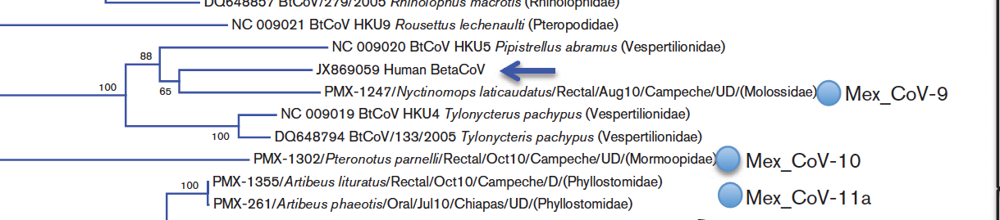 DQ648857 BtCoV/279/2005 Rhinolophus macrotis (Rhinolophidae)
NC 009021 BtCoV HKU9 Rousettus lechenaulti (Pteropodidae)
NC 009020 BtCoV HKU5 Pipistrellus abramus (Vespertilionidae)
88
JX869059 Human BetaCoV
100
65
PMX-1247/Nyctinomops laticaudatus/Rectal/Aug10/Campeche/UD/(Molossidae) Mex_CoV-9
NC 009019 BtCoV HKU4 Tylonycterus pachypus (Vespertilionidae)
100
DQ648794 BtCoV/133/2005 Tylonycteris pachypus (Vespertilionidae)
PMX-1302/Pteronotus parnelli/Rectal/Oct10/Campeche/UD/(Mormoopidae) Mex_CoV-10
100
PMX-1355/Artibeus lituratus/Rectal/Oct10/Campeche/D/(Phyllostomidae)
Mex_CoV-11a
PMX-261/Artibeus phaeotis/Oral/Jul10/Chiapas/UD/(Phyllostomidae)